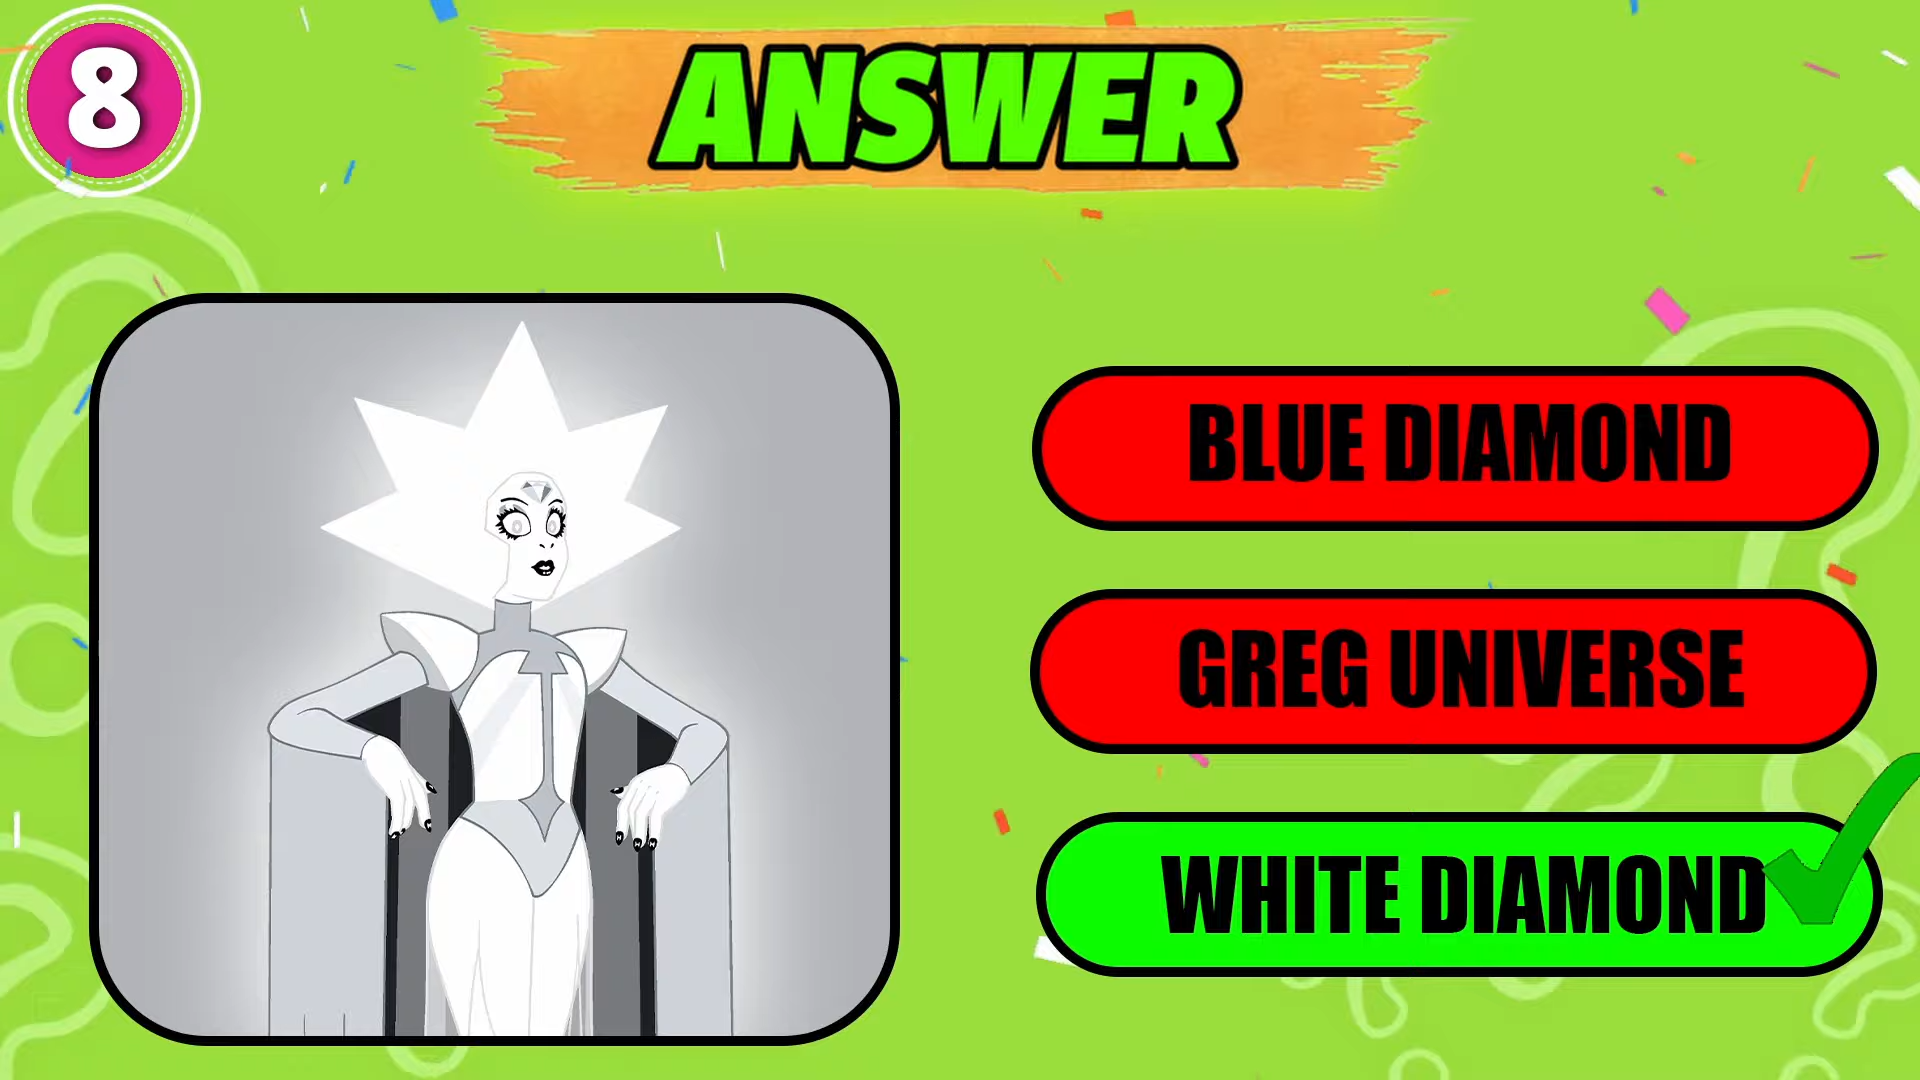 8
ANSWER
BLUE DIAMOND
GREG UNIVERSE
WHITE DIAMOND